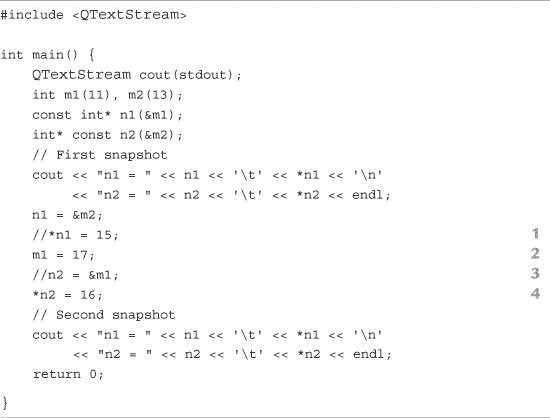 #include <QTextStream>
int main() {
QTextStream cout(stdout);
int m1(11), m2(13);
const int* n1(&m1);
int* const n2(&m2);
// First snapshot
cout << "n1 = " << n1 << '\t' << *n1 << '\n'
<< "n2 = " << n2 << '\t' << *n2 << endl;
n1 = &m2;
//*n1 = 15; 1
m1 = 17; 2
//n2 = &m1; 3
*n2 = 16; 4
// Second snapshot
cout << "n1 = " << n1 << '\t' << *n1 << '\n'
<< "n2 = " << n2 << '\t' << *n2 << endl;
return 0;
}